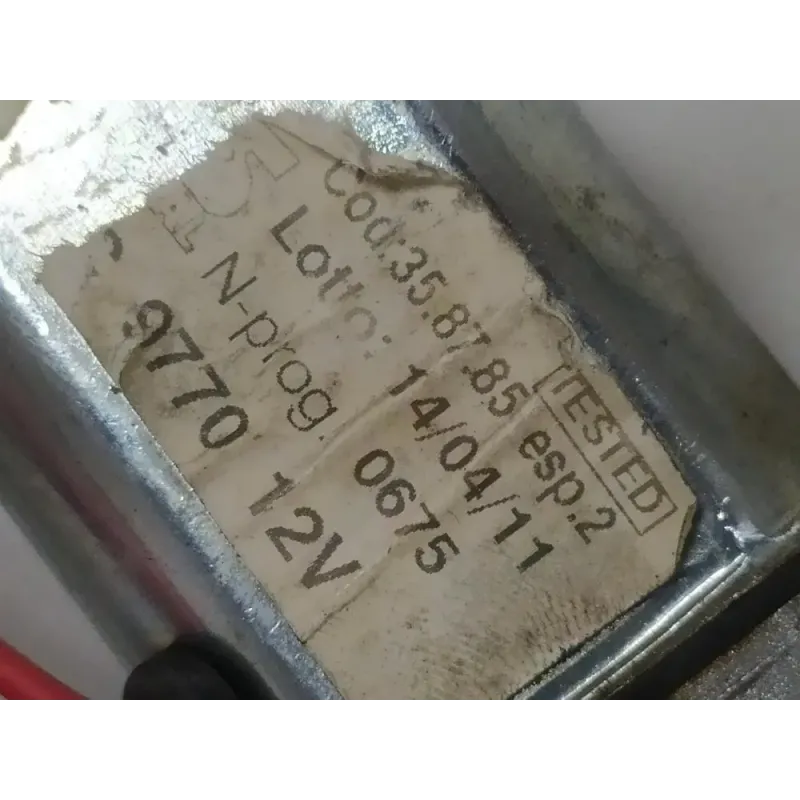 Cod:35.87.85 esp.2
TESTED
Lotto: 14/04/11
N-prog. 0675
9770 12V